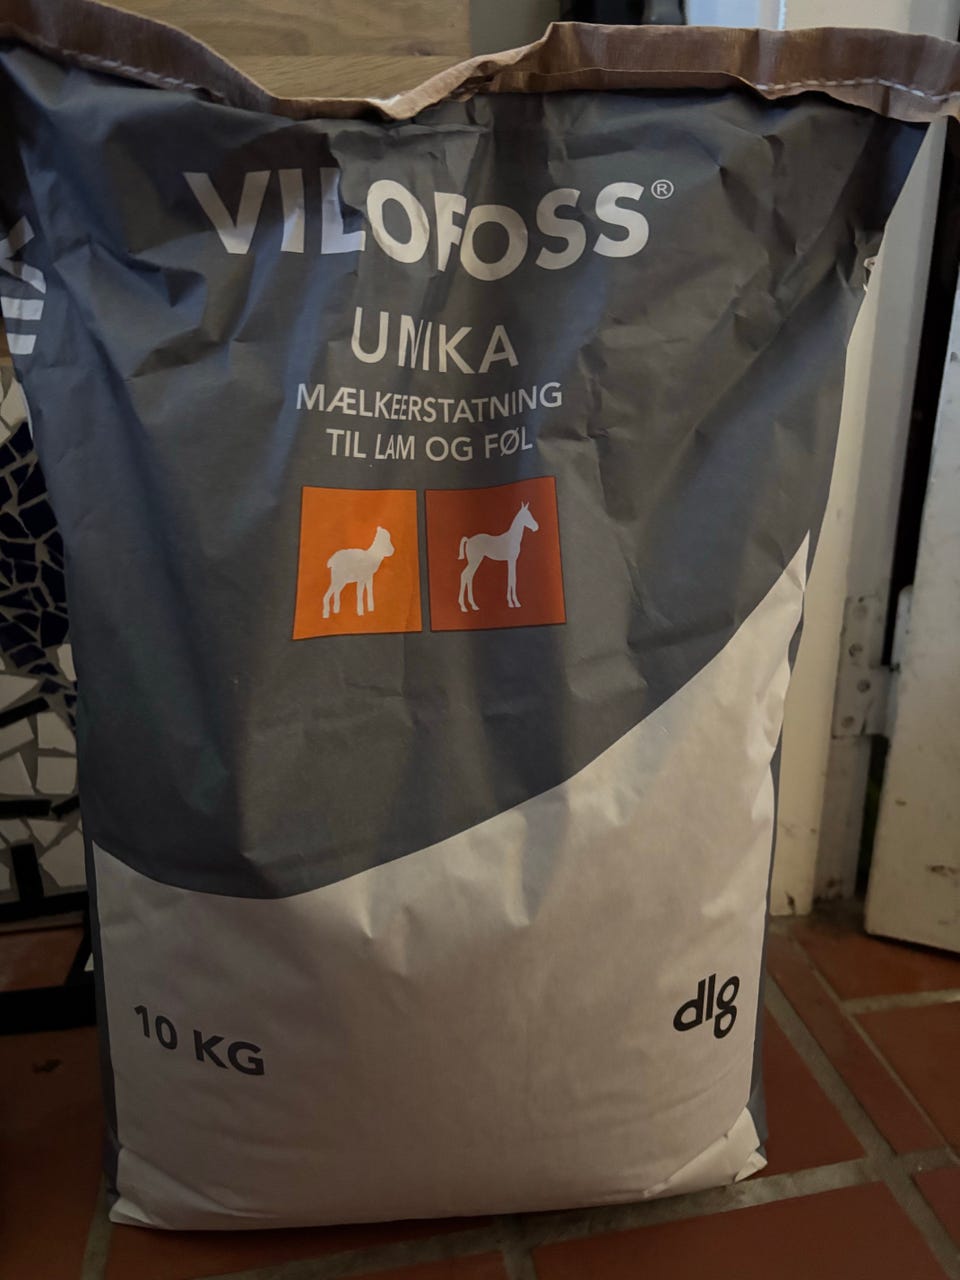 VILOFOSS®
UNIKA
MÆLKEERSTATNING
TIL LAM OG FØL
10 KG
dlg